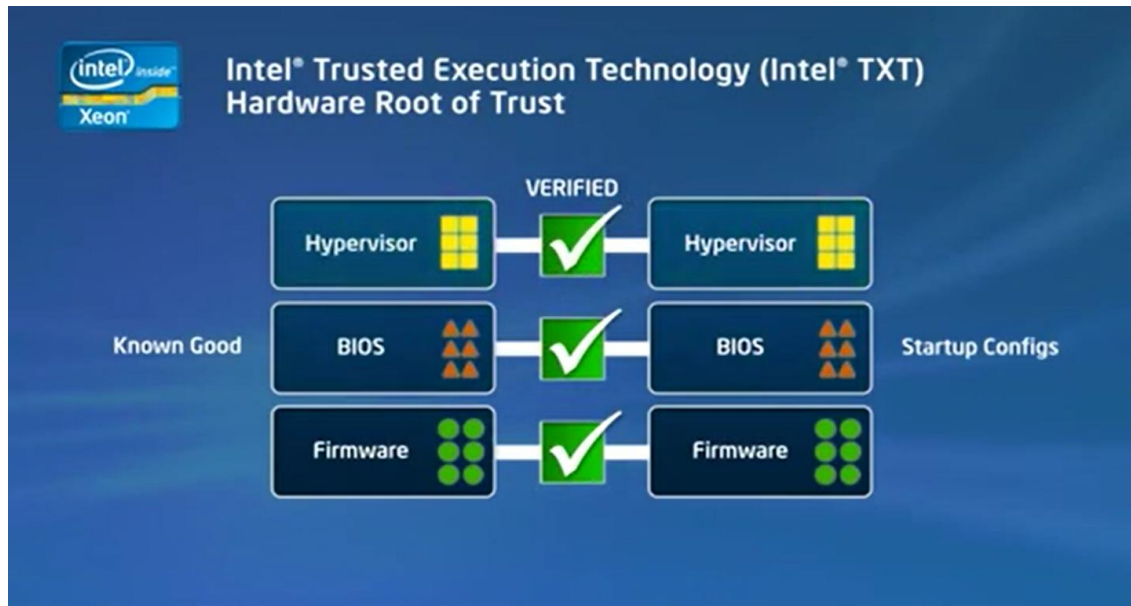 intel inside™
Xeon®
Intel® Trusted Execution Technology (Intel® TXT)
Hardware Root of Trust
VERIFIED
Hypervisor Hypervisor
Known Good BIOS BIOS Startup Configs
Firmware Firmware